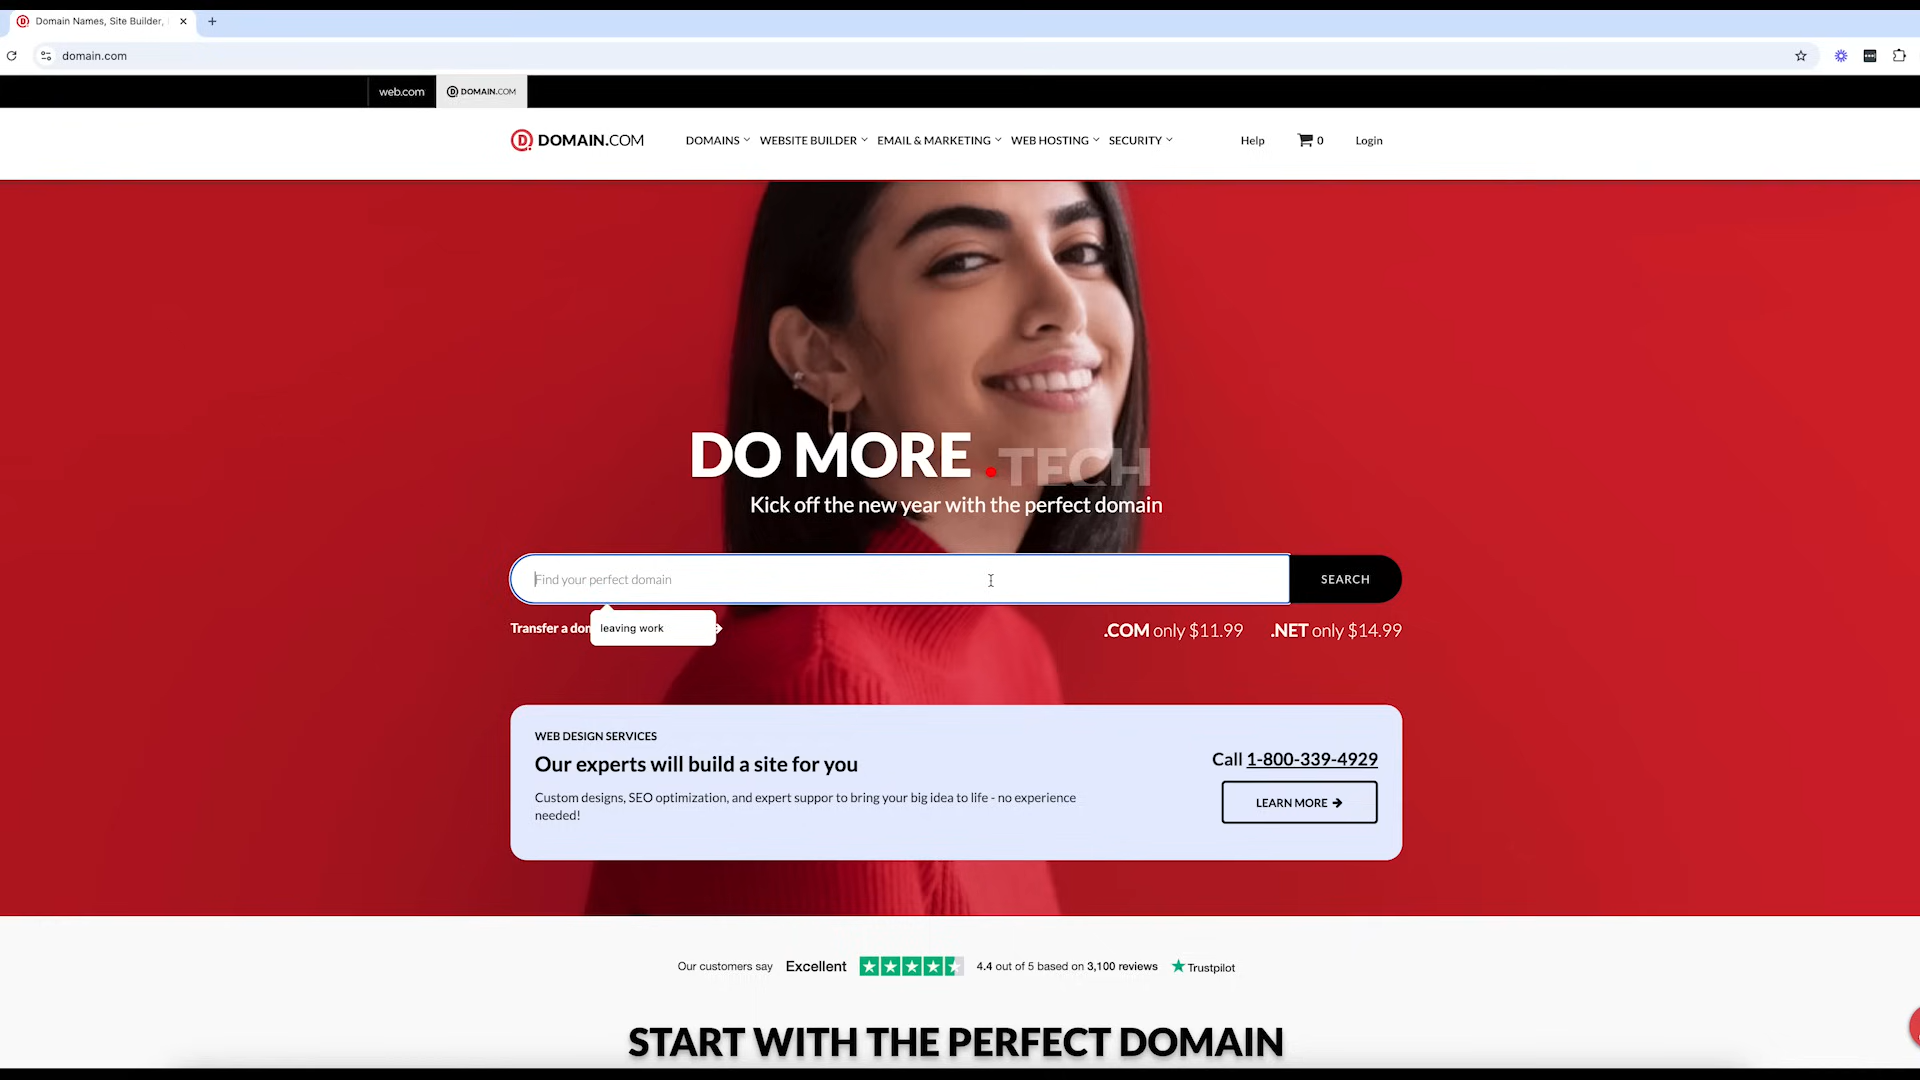 Domain Names, Site Builder,
domain.com
web.com
DOMAIN.COM
DOMAIN.COM
DOMAINS
WEBSITE BUILDER
EMAIL & MARKETING
WEB HOSTING
SECURITY
Help
0
Login
DO MORE .TECH
Kick off the new year with the perfect domain
Find your perfect domain
SEARCH
Transfer a dom
leaving work
.COM only $11.99
.NET only $14.99
WEB DESIGN SERVICES
Our experts will build a site for you
Custom designs, SEO optimization, and expert suppor to bring your big idea to life - no experience
needed!
Call 1-800-339-4929
LEARN MORE
Our customers say Excellent 4.4 out of 5 based on 3,100 reviews Trustpilot
START WITH THE PERFECT DOMAIN